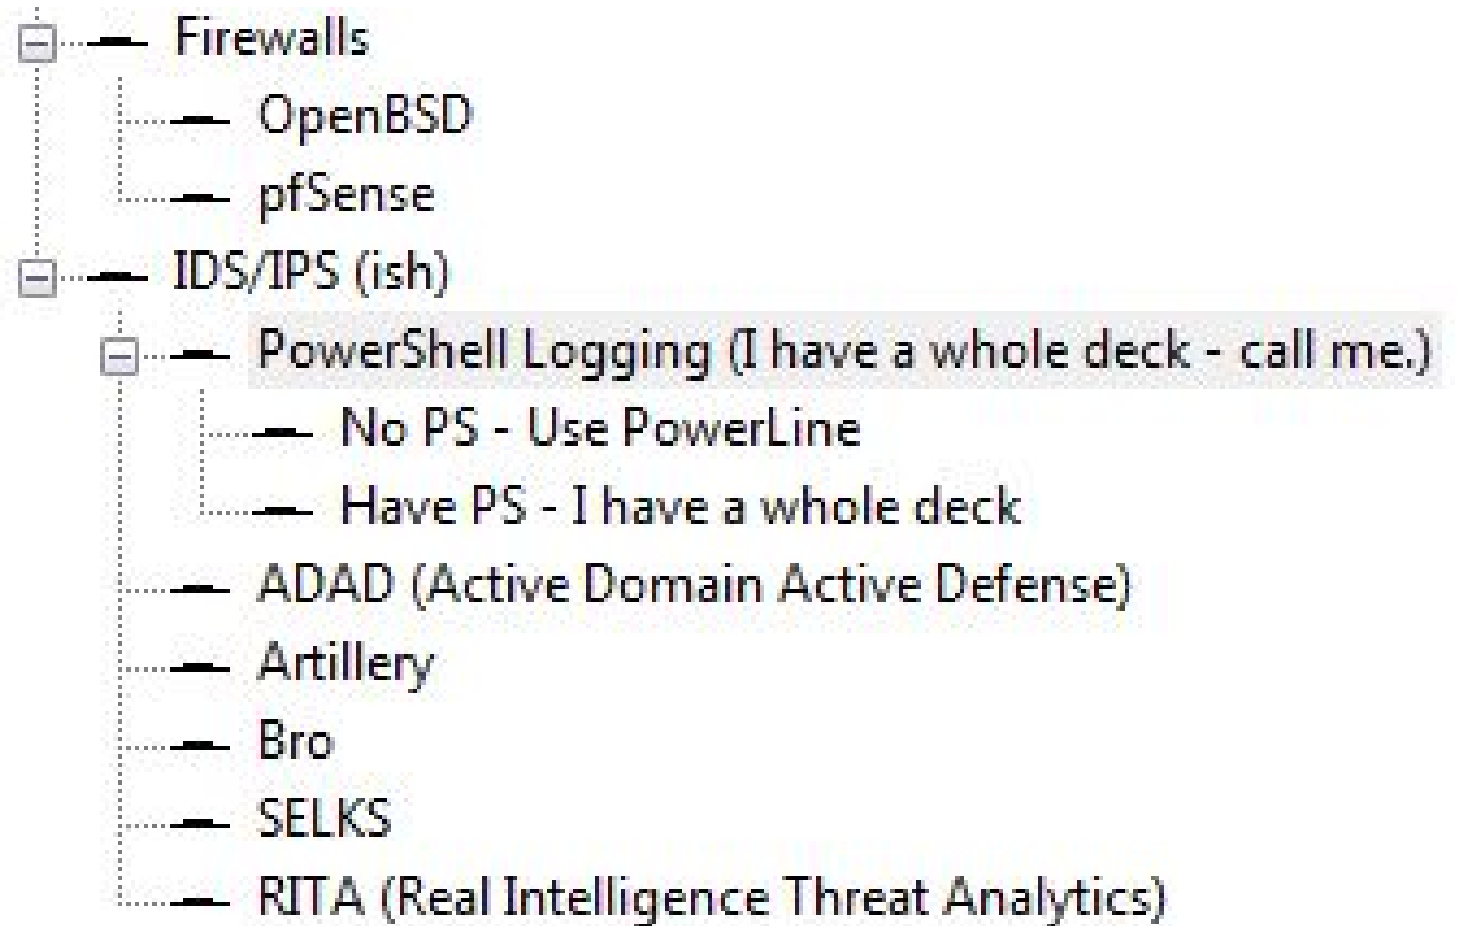 Firewalls
OpenBSD
pfSense
IDS/IPS (ish)
PowerShell Logging (I have a whole deck - call me.)
No PS - Use PowerLine
Have PS - I have a whole deck
ADAD (Active Domain Active Defense)
Artillery
Bro
SELKS
RITA (Real Intelligence Threat Analytics)